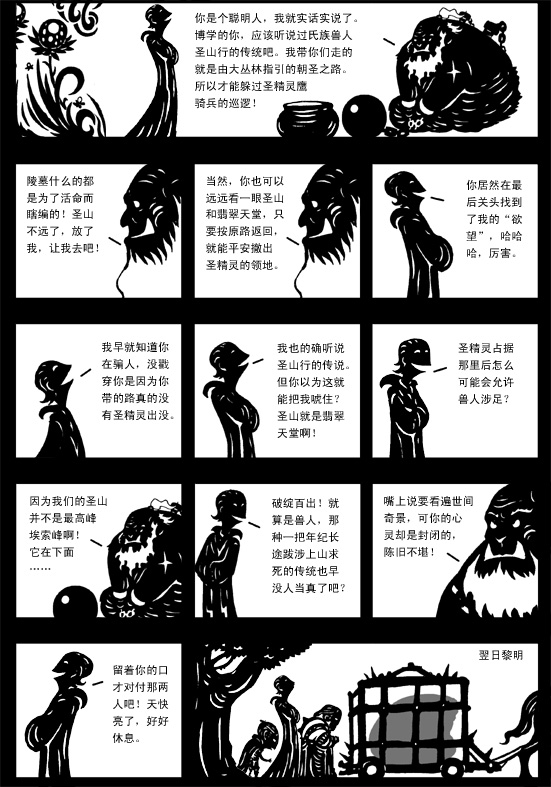 你是个聪明人，我就实话实说了。
博学的你，应该听说过氏族兽人
圣山行的传统吧。我带你们走的
就是由大丛林指引的朝圣之路。
所以才能躲过圣精灵鹰
骑兵的巡逻！
陵墓什么的都
是为了活命而
瞎编的！圣山
不远了，放了
我，让我去吧！
当然，你也可以
远远看一眼圣山
和翡翠天堂，只
要按原路返回，
就能平安撤出
圣精灵的领地。
你居然在最
后关头找到
了我的“欲
望”，哈哈
哈，厉害。
我早就知道你
在骗人，没戳
穿你是因为你
带的路真的没
有圣精灵出没。
我也的确听说
圣山行的传说。
但你以为这就
能把我唬住？
圣山就是翡翠
天堂啊！
圣精灵占据
那里后怎么
可能会允许
兽人涉足？
因为我们的圣山
并不是最高峰
埃索峰啊！
它在下面
……
破绽百出！就
算是兽人，那
种一把年纪长
途跋涉上山求
死的传统也早
没人当真了吧？
嘴上说要看遍世间
奇景，可你的心
灵却是封闭的，
陈旧不堪！
留着你的口
才对付那两
人吧！天快
亮了，好好
休息。
翌日黎明